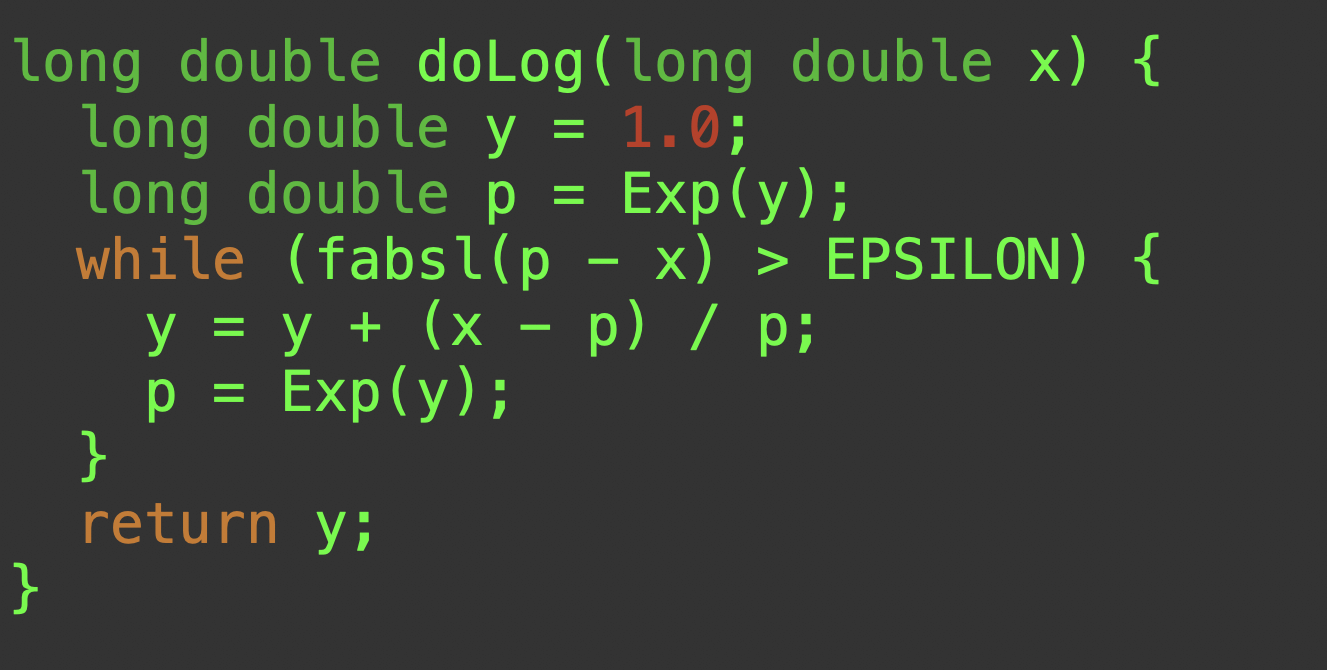 long double doLog(long double x) {
  long double y = 1.0;
  long double p = Exp(y);
  while (fabsl(p - x) > EPSILON) {
    y = y + (x - p) / p;
    p = Exp(y);
  }
  return y;
}